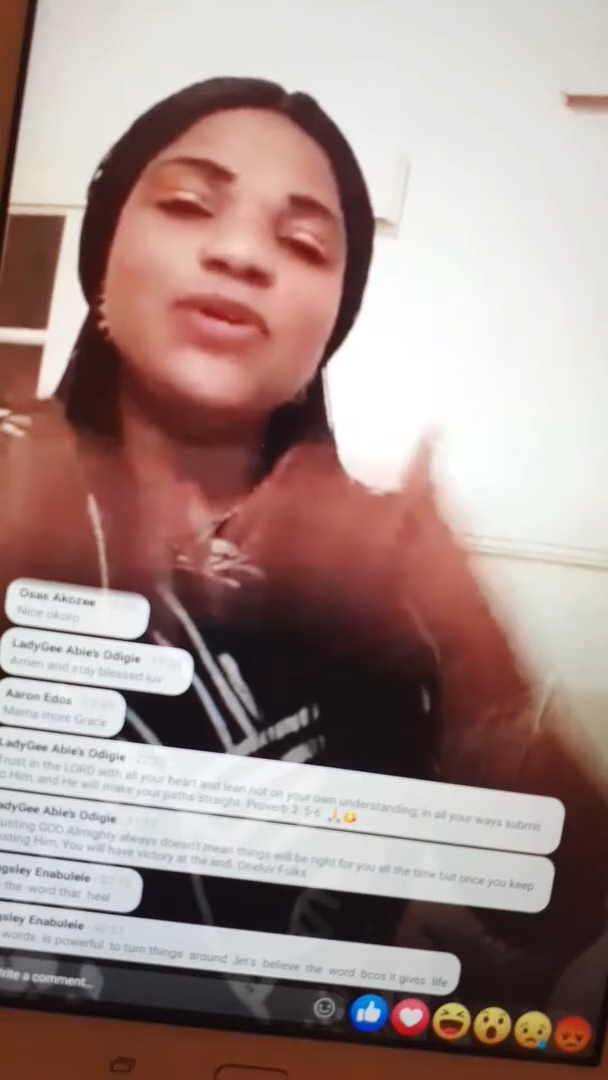 Osas Akozee
Nice okoro
LadyGee Abie's Odigie
Amen and stay blessed luv
Aaron Edos
Mama more Grace
LadyGee Abie's Odigie
Trust in the LORD with all your heart and lean not on your own understanding; in all your ways submit
o Him, and He will make your paths straight. Proverb 3: 5-6 🙏😋
adyGee Abie's Odigie
usting GOD Almighty always doesn't mean things will be right for you all the time but once you keep
usting Him, You will have victory at the end. Oneluv Folks
gsley Enabulele
the word that heal
gsley Enabulele
words is powerful to turn things around ,let's believe the word bcos it gives life
rite a comment...